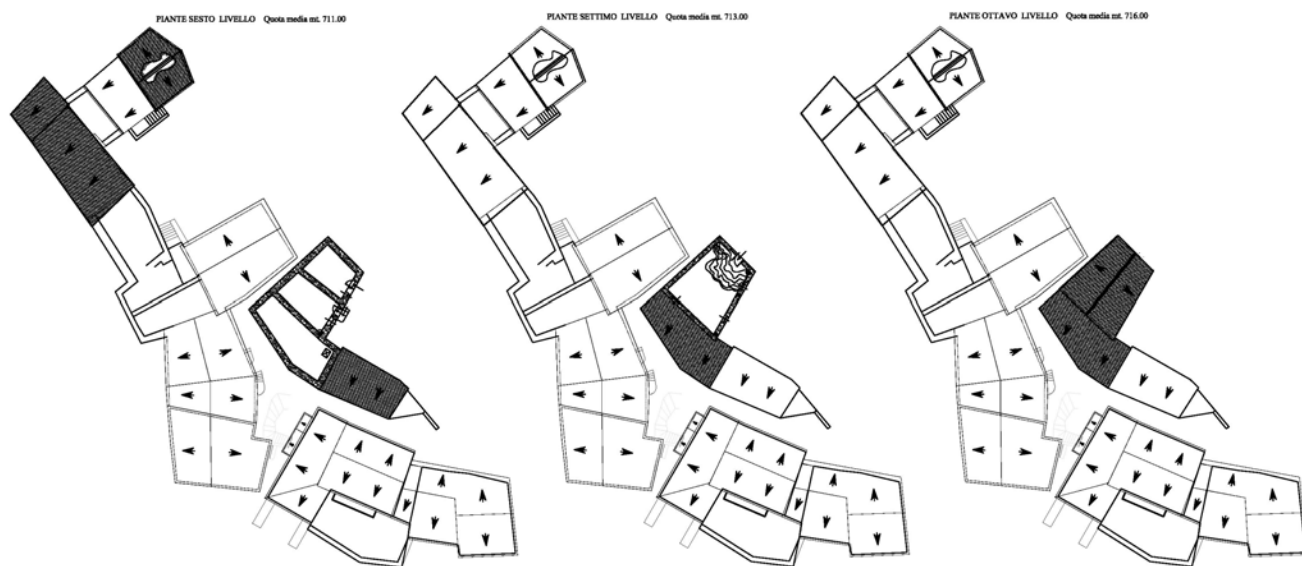 PIANTE SESTO LIVELLO Quota media mt. 711.00
PIANTE SETTIMO LIVELLO Quota media mt. 713.00
PIANTE OTTAVO LIVELLO Quota media mt. 716.00